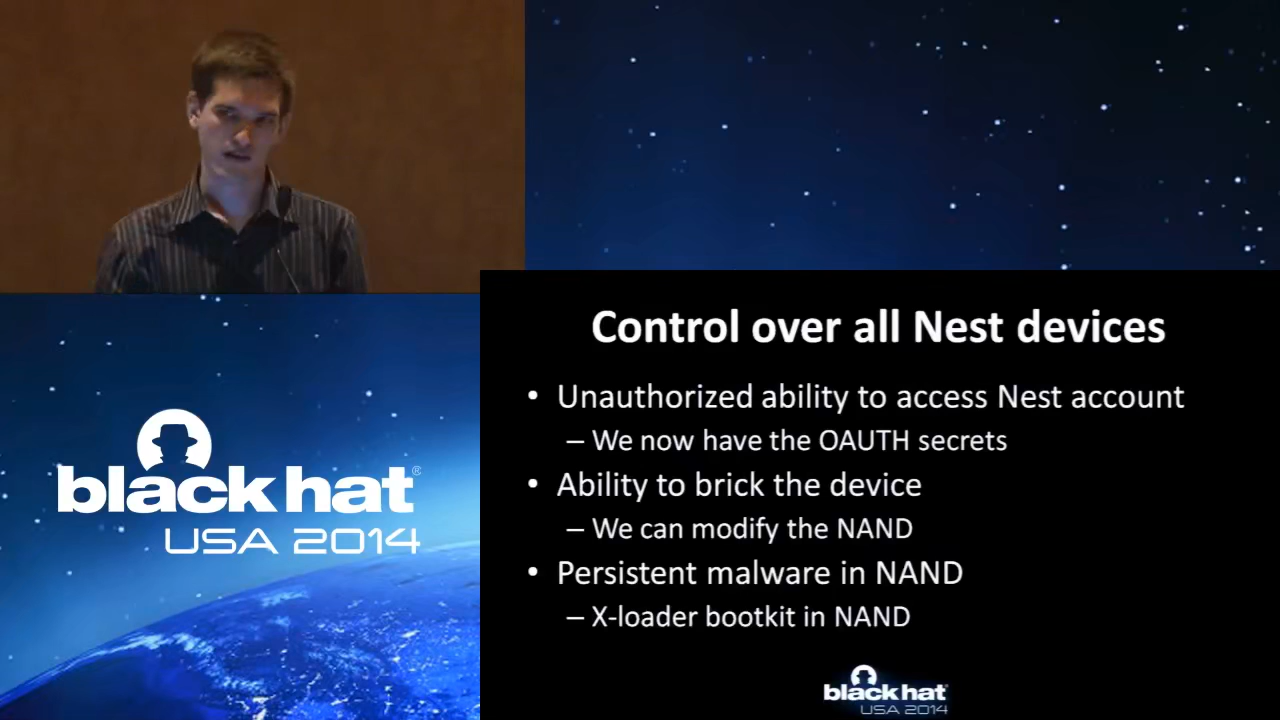 black hat®
USA 2014
Control over all Nest devices
• Unauthorized ability to access Nest account
– We now have the OAUTH secrets
• Ability to brick the device
– We can modify the NAND
• Persistent malware in NAND
– X-loader bootkit in NAND
black hat
USA 2014